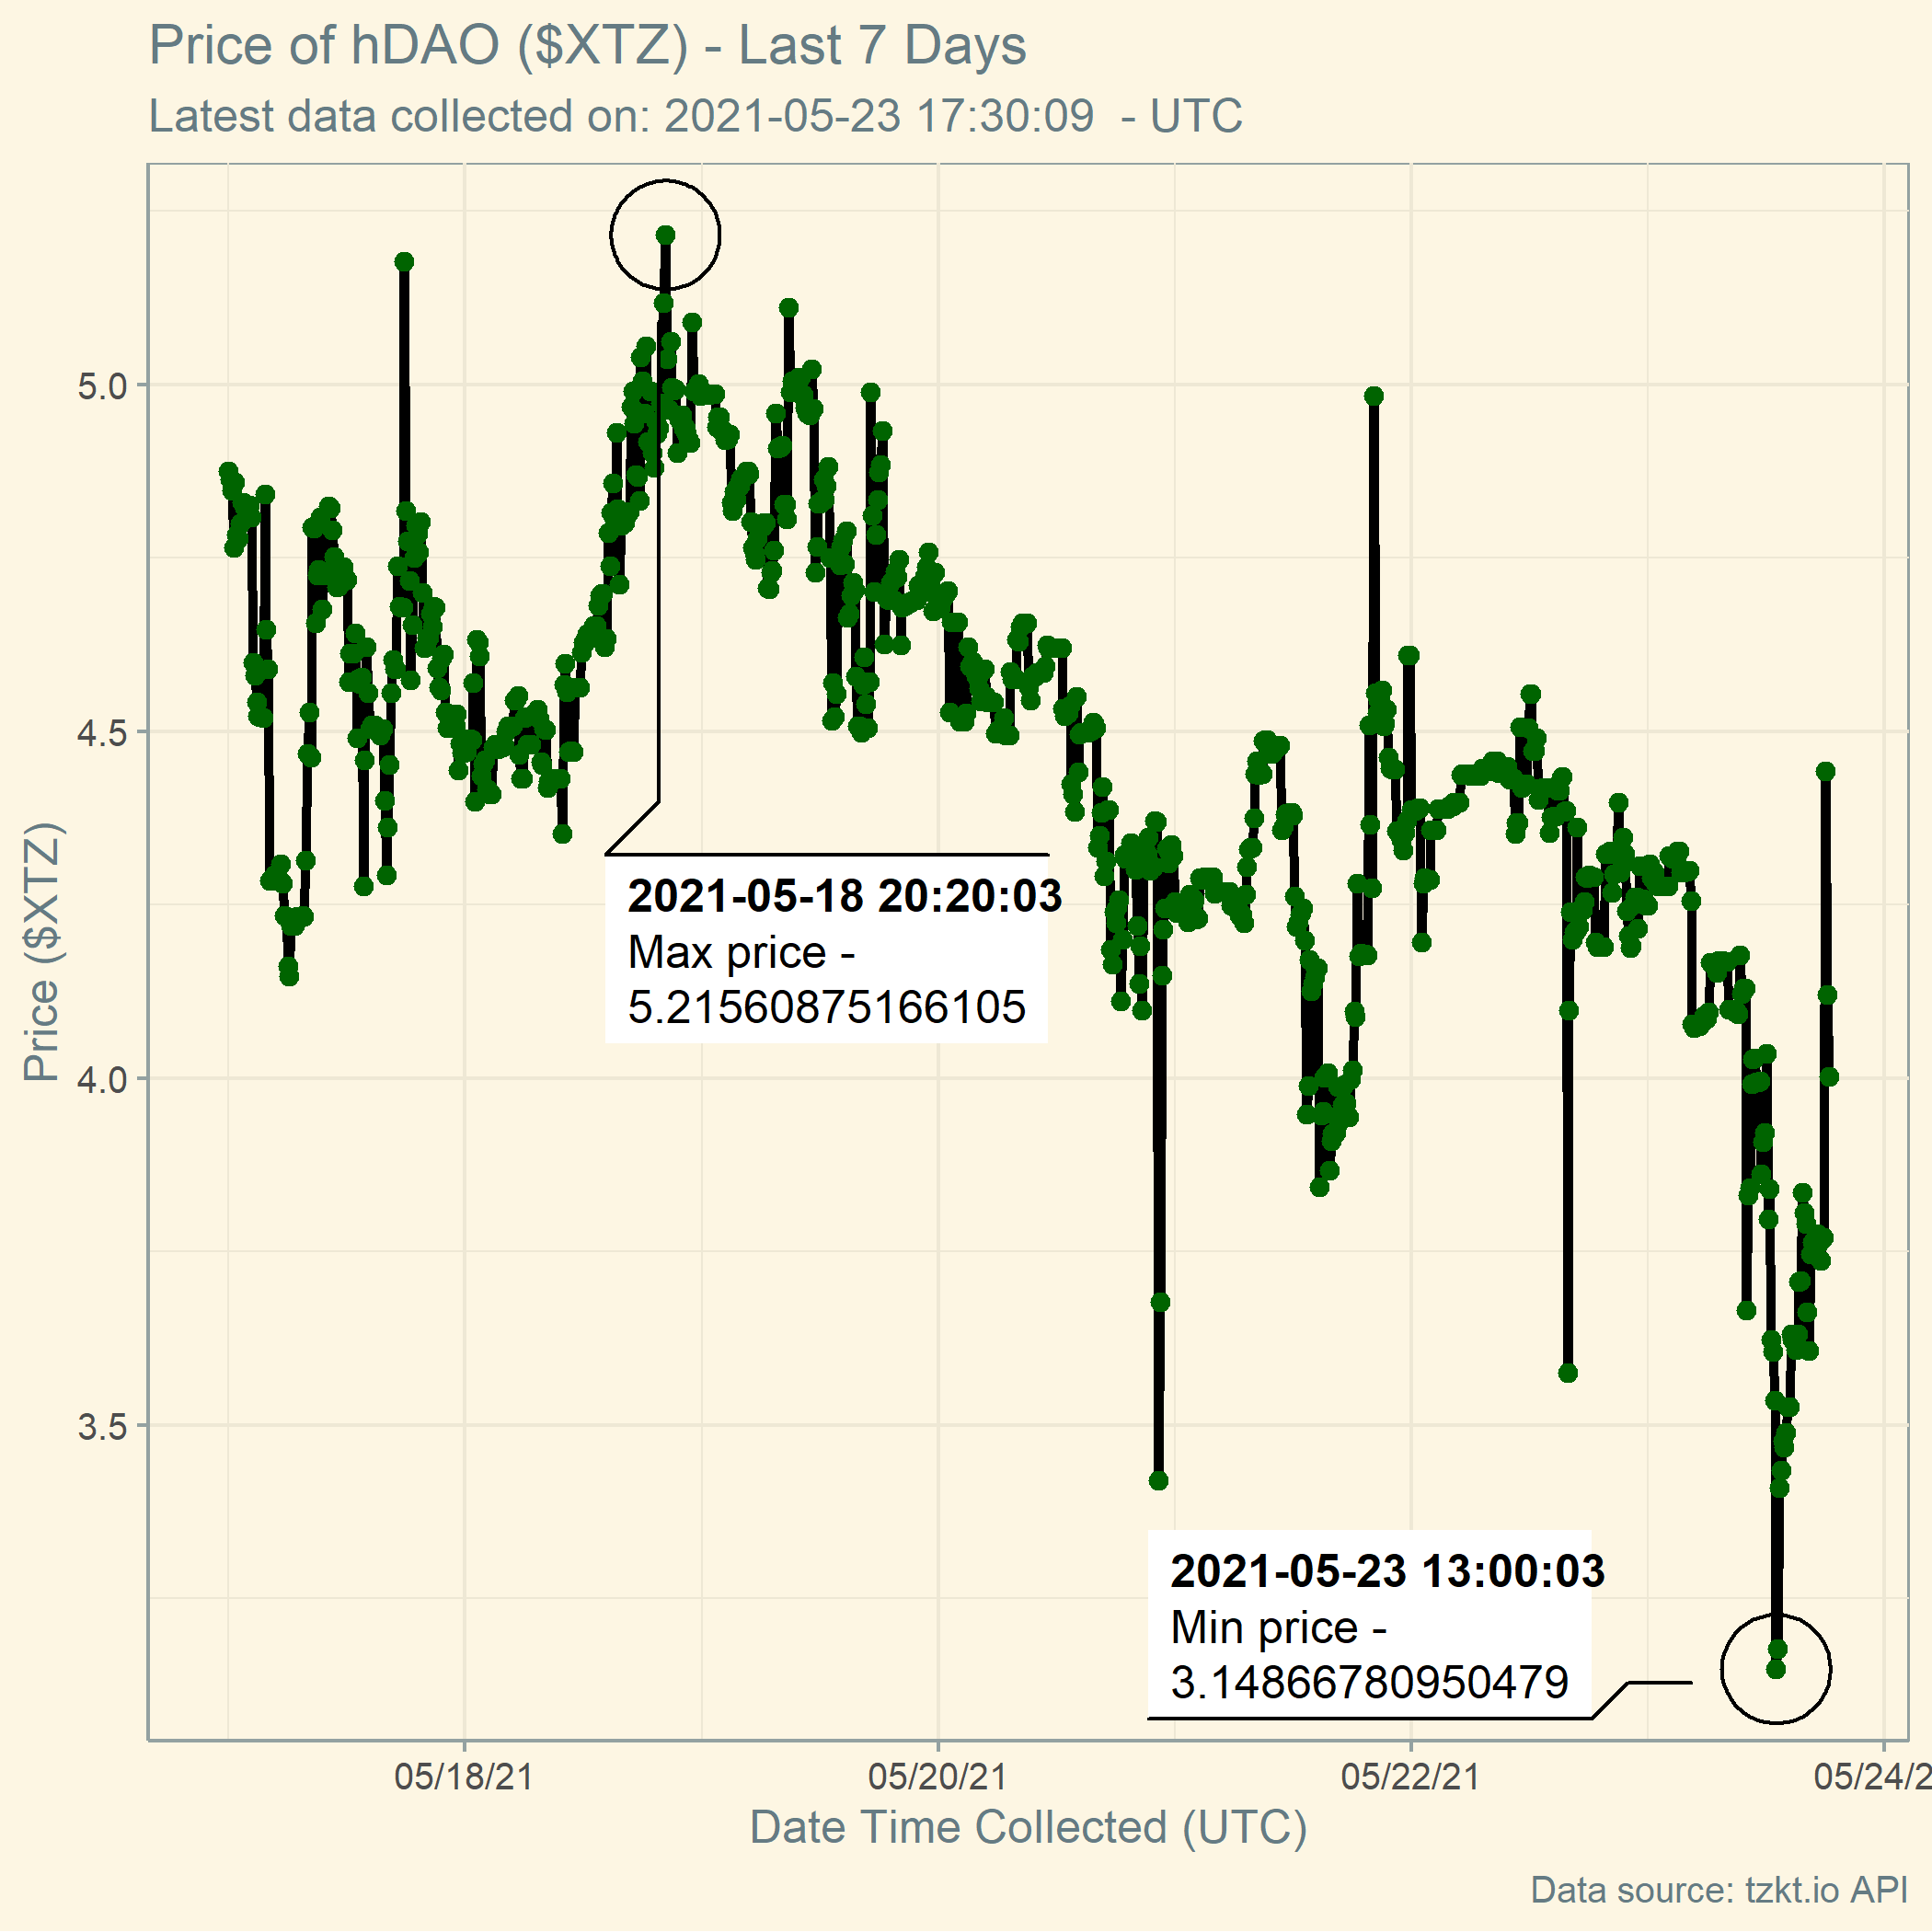 Price of hDAO ($XTZ) - Last 7 Days
Latest data collected on: 2021-05-23 17:30:09  - UTC
Price ($XTZ)
5.0
4.5
4.0
3.5
2021-05-18 20:20:03
Max price -
5.21560875166105
2021-05-23 13:00:03
Min price -
3.14866780950479
05/18/21
05/20/21
05/22/21
05/24/2
Date Time Collected (UTC)
Data source: tzkt.io API